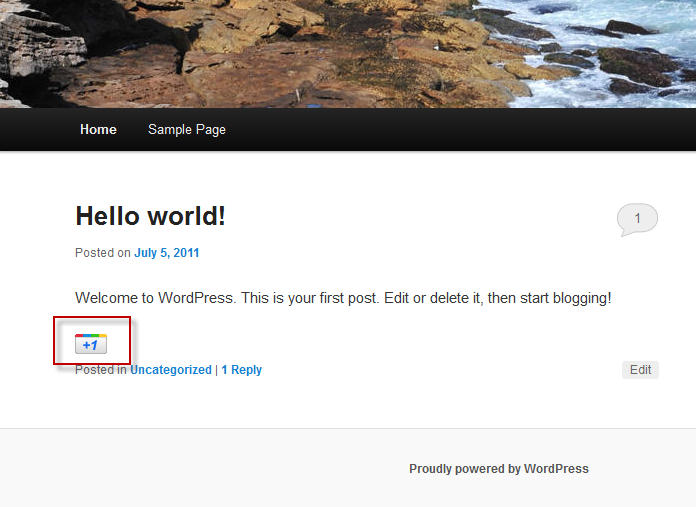 Home Sample Page
Hello world!
1
Posted on July 5, 2011
Welcome to WordPress. This is your first post. Edit or delete it, then start blogging!
+1
Posted in Uncategorized | 1 Reply
Edit
Proudly powered by WordPress